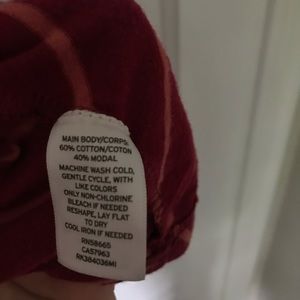 MAIN BODY/CORPS:
60% COTTON/COTON
40% MODAL
MACHINE WASH COLD,
GENTLE CYCLE, WITH
LIKE COLORS
ONLY NON-CHLORINE
BLEACH IF NEEDED
RESHAPE, LAY FLAT
TO DRY
COOL IRON IF NEEDED
RN58665
CA57963
RK384036MI